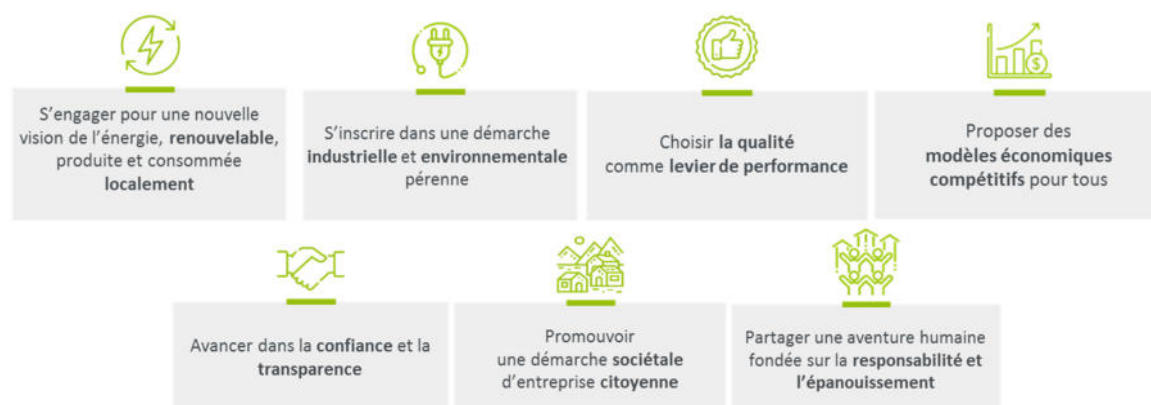 S'engager pour une nouvelle
vision de l'énergie, renouvelable,
produite et consommée
localement
S'inscrire dans une démarche
industrielle et environnementale
pérenne
Choisir la qualité
comme levier de performance
Proposer des
modèles économiques
compétitifs pour tous
Avancer dans la confiance et la
transparence
Promouvoir
une démarche sociétale
d'entreprise citoyenne
Partager une aventure humaine
fondée sur la responsabilité et
l'épanouissement